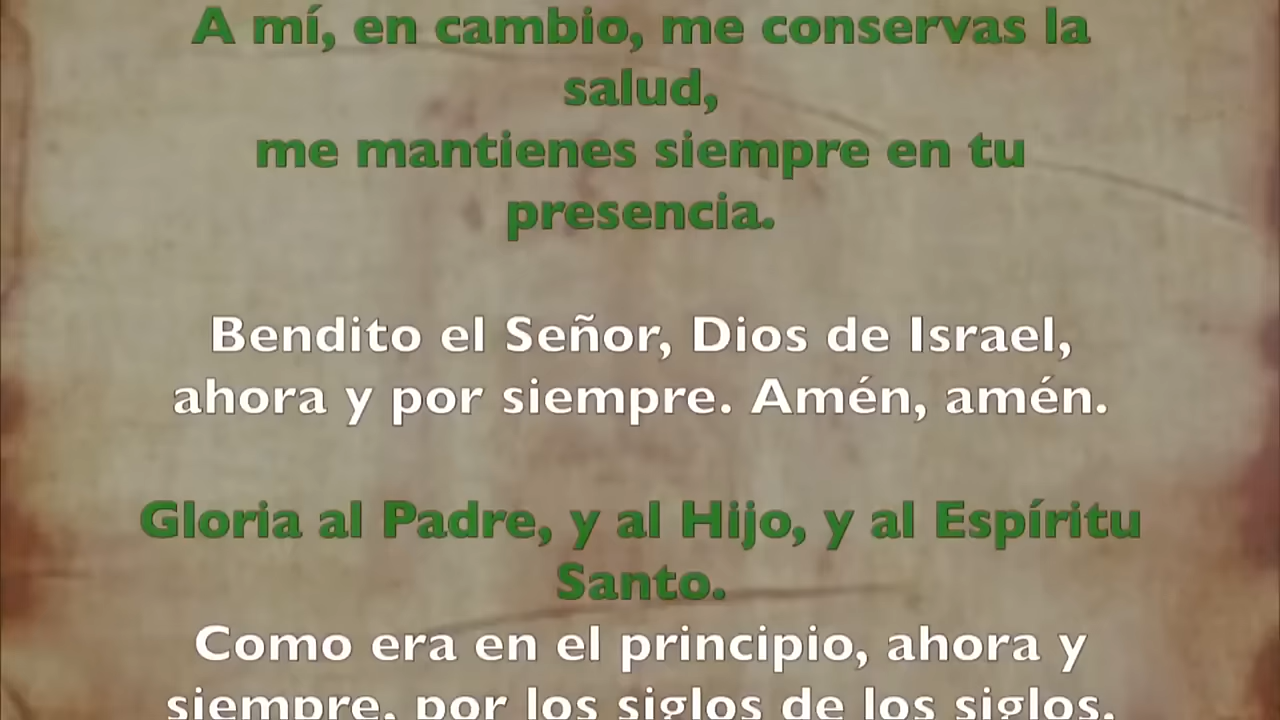 A mí, en cambio, me conservas la
salud,
me mantienes siempre en tu
presencia.
Bendito el Señor, Dios de Israel,
ahora y por siempre. Amén, amén.
Gloria al Padre, y al Hijo, y al Espíritu
Santo.
Como era en el principio, ahora y
siempre, por los siglos de los siglos.